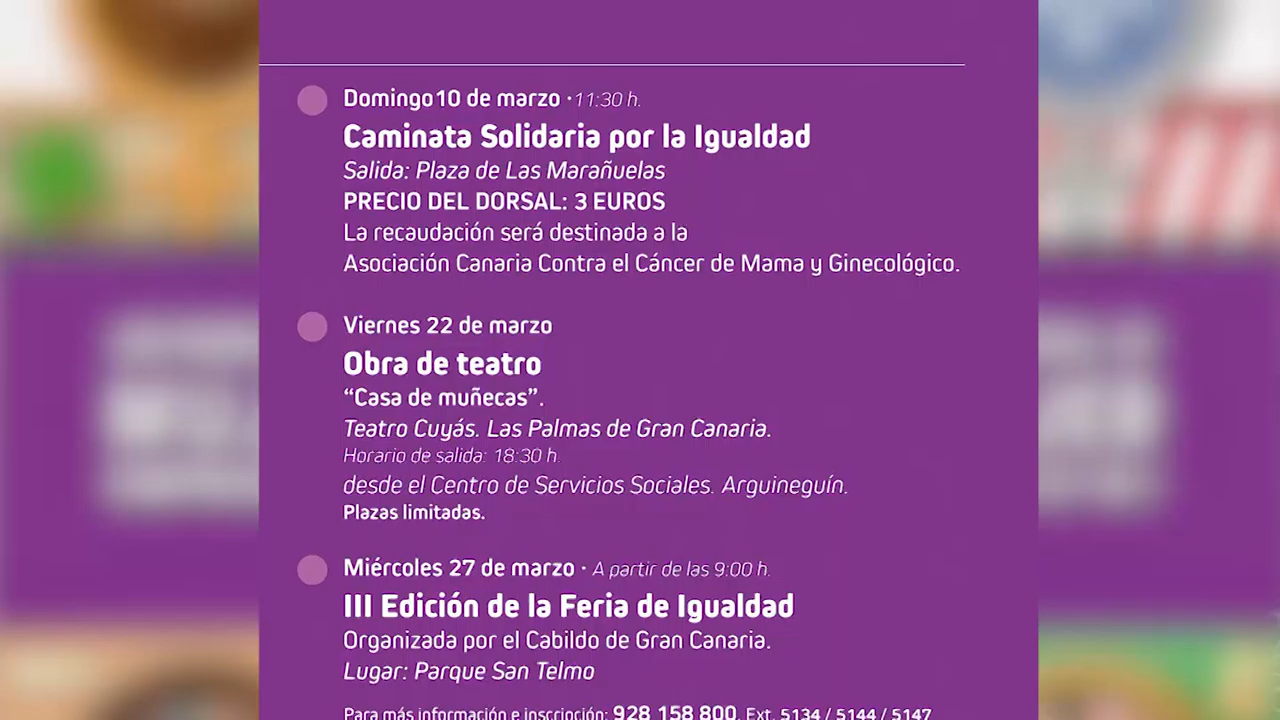 Domingo 10 de marzo · 11:30 h.
Caminata Solidaria por la Igualdad
Salida: Plaza de Las Marañuelas
PRECIO DEL DORSAL: 3 EUROS
La recaudación será destinada a la
Asociación Canaria Contra el Cáncer de Mama y Ginecológico.
Viernes 22 de marzo
Obra de teatro
“Casa de muñecas”.
Teatro Cuyás. Las Palmas de Gran Canaria.
Horario de salida: 18:30 h.
desde el Centro de Servicios Sociales. Arguineguín.
Plazas limitadas.
Miércoles 27 de marzo · A partir de las 9:00 h.
III Edición de la Feria de Igualdad
Organizada por el Cabildo de Gran Canaria.
Lugar: Parque San Telmo
Para más información e inscripción: 928 158 800. Ext. 5134 / 5144 / 5147